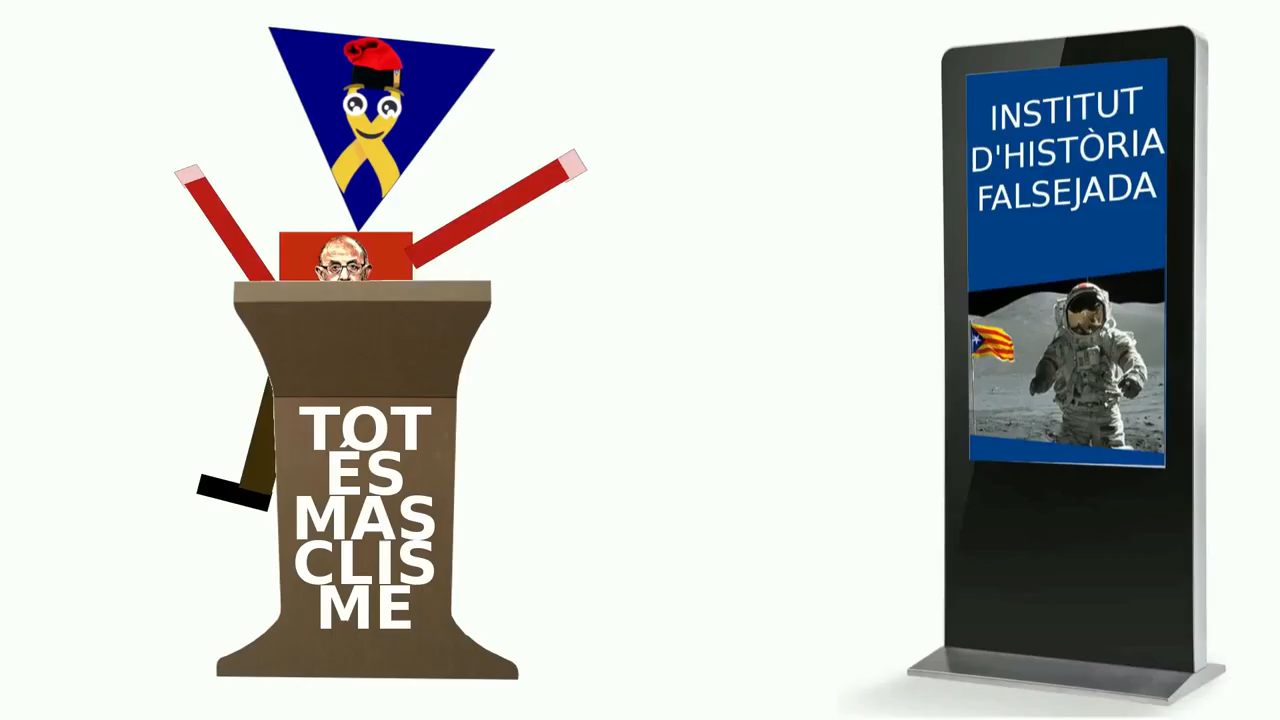 TOT
ÉS
MAS
CLIS
ME
INSTITUT
D'HISTÒRIA
FALSEJADA